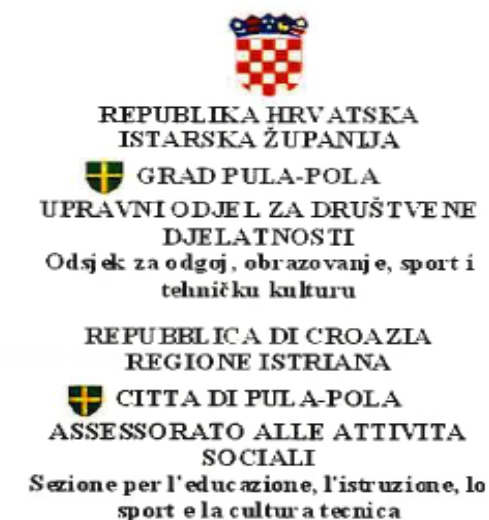 REPUBLIKA HRVATSKA
ISTARSKA ŽUPANIJA
GRAD PULA-POLA
UPRAVNI ODJEL ZA DRUŠTVENE
DJELATNOSTI
Odsjek za odgoj, obrazovanje, sport i
tehničku kulturu
REPUBBLICA DI CROAZIA
REGIONE ISTRIANA
CITTA DI PULA-POLA
ASSESSORATO ALLE ATTIVITA
SOCIALI
Sezione per l'educazione, l'istruzione, lo
sport e la cultura tecnica